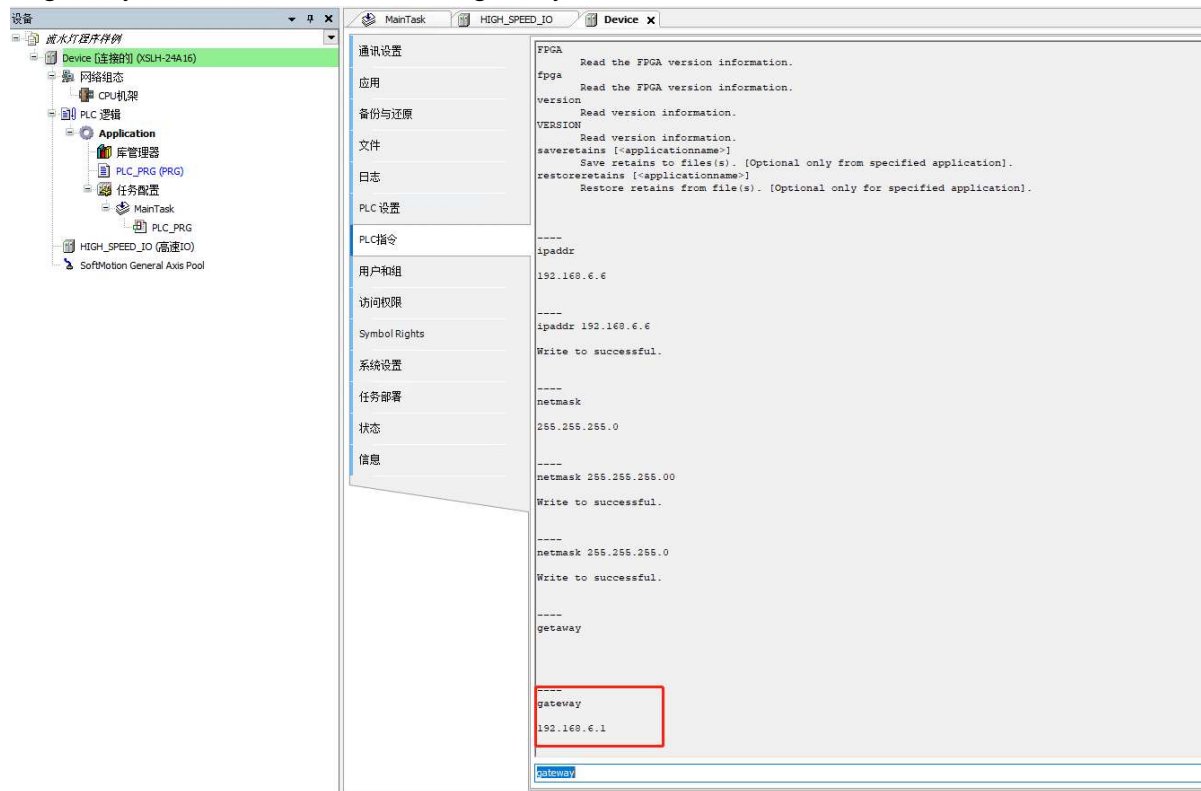 设备
流水灯程序样例
Device [连接的] (XSLH-24A16)
网络组态
CPU机架
PLC 逻辑
Application
库管理器
PLC_PRG (PRG)
任务配置
MainTask
PLC_PRG
HIGH_SPEED_IO (高速IO)
SoftMotion General Axis Pool
MainTask
HIGH_SPEED_IO
Device
通讯设置
应用
备份与还原
文件
日志
PLC 设置
PLC指令
用户和组
访问权限
Symbol Rights
系统设置
任务部署
状态
信息
FPGA
Read the FPGA version information.
fpga
Read the FPGA version information.
version
Read version information.
VERSION
Read version information.
saveretains [<applicationname>]
Save retains to files(s). [Optional only from specified application].
restoreretains [<applicationname>]
Restore retains from file(s). [Optional only for specified application].
----
ipaddr
192.168.6.6
----
ipaddr 192.168.6.6
Write to successful.
----
netmask
255.255.255.0
----
netmask 255.255.255.00
Write to successful.
----
netmask 255.255.255.0
Write to successful.
----
getaway
----
gateway
192.168.6.1
gateway